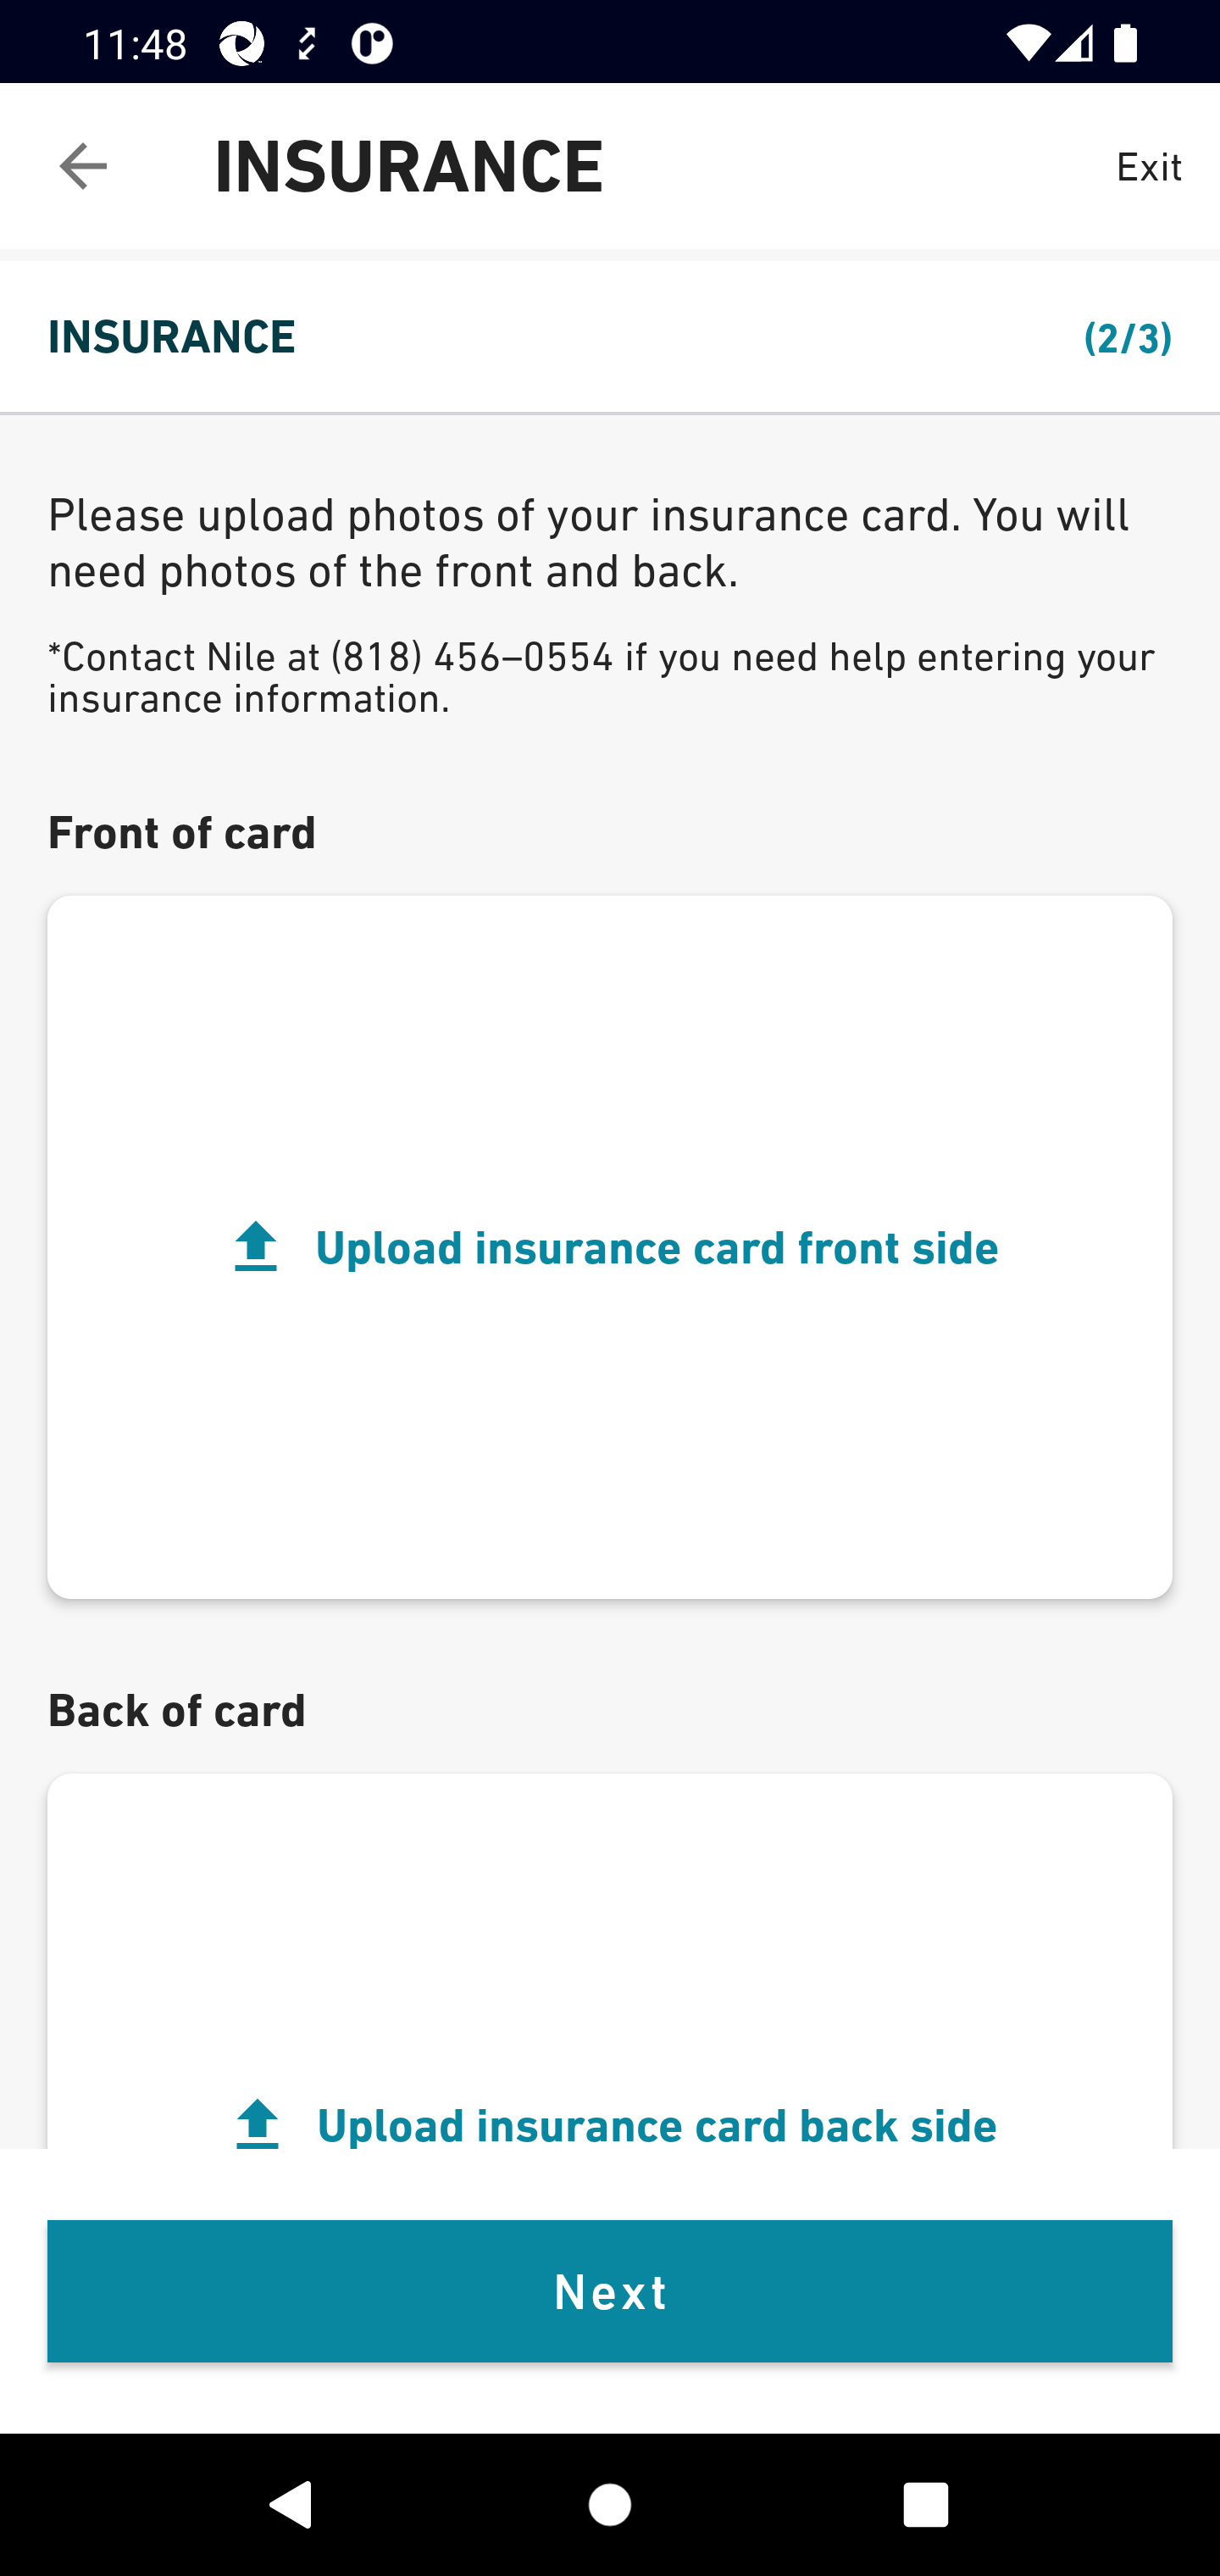 11:48
INSURANCE
Exit
INSURANCE
(2/3)
Please upload photos of your insurance card. You will
need photos of the front and back.
*Contact Nile at (818) 456–0554 if you need help entering your
insurance information.
Front of card
Upload insurance card front side
Back of card
Upload insurance card back side
Next